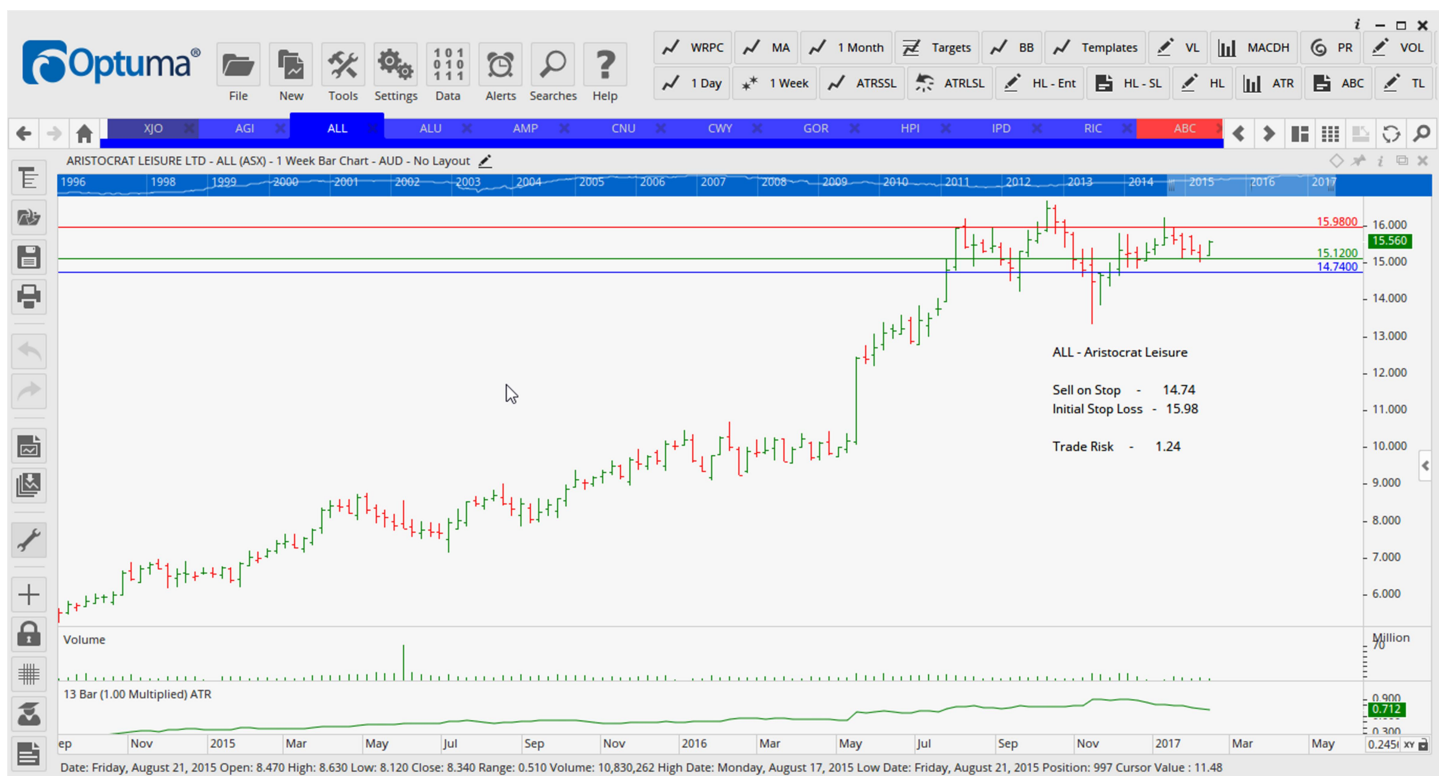 i
Optuma®
File New Tools Settings Data Alerts Searches Help
WRPC MA 1 Month Targets BB Templates VL MACDH PR VOL
1 Day 1 Week ATRSSL ATRLSL HL - Ent HL - SL HL ATR ABC TL
XJO AGI ALL ALU AMP CNU CWY GOR HPI IPD RIC ABC
ARISTOCRAT LEISURE LTD - ALL (ASX) - 1 Week Bar Chart - AUD - No Layout
1996 1998 1999 2000 2001 2002 2003 2004 2005 2006 2007 2008 2009 2010 2011 2012 2013 2014 2015 2016 2017
15.9800
16.000
15.560
15.1200
15.000
14.7400
14.000
13.000
ALL - Aristocrat Leisure
12.000
Sell on Stop - 14.74
Initial Stop Loss - 15.98
11.000
Trade Risk - 1.24
10.000
9.000
8.000
7.000
6.000
Volume
Million
70
13 Bar (1.00 Multiplied) ATR
0.900
0.712
0.300
ep Nov 2015 Mar May Jul Sep Nov 2016 Mar May Jul Sep Nov 2017 Mar May XY
Date: Friday, August 21, 2015 Open: 8.470 High: 8.630 Low: 8.120 Close: 8.340 Range: 0.510 Volume: 10,830,262 High Date: Monday, August 17, 2015 Low Date: Friday, August 21, 2015 Position: 997 Cursor Value : 11.48